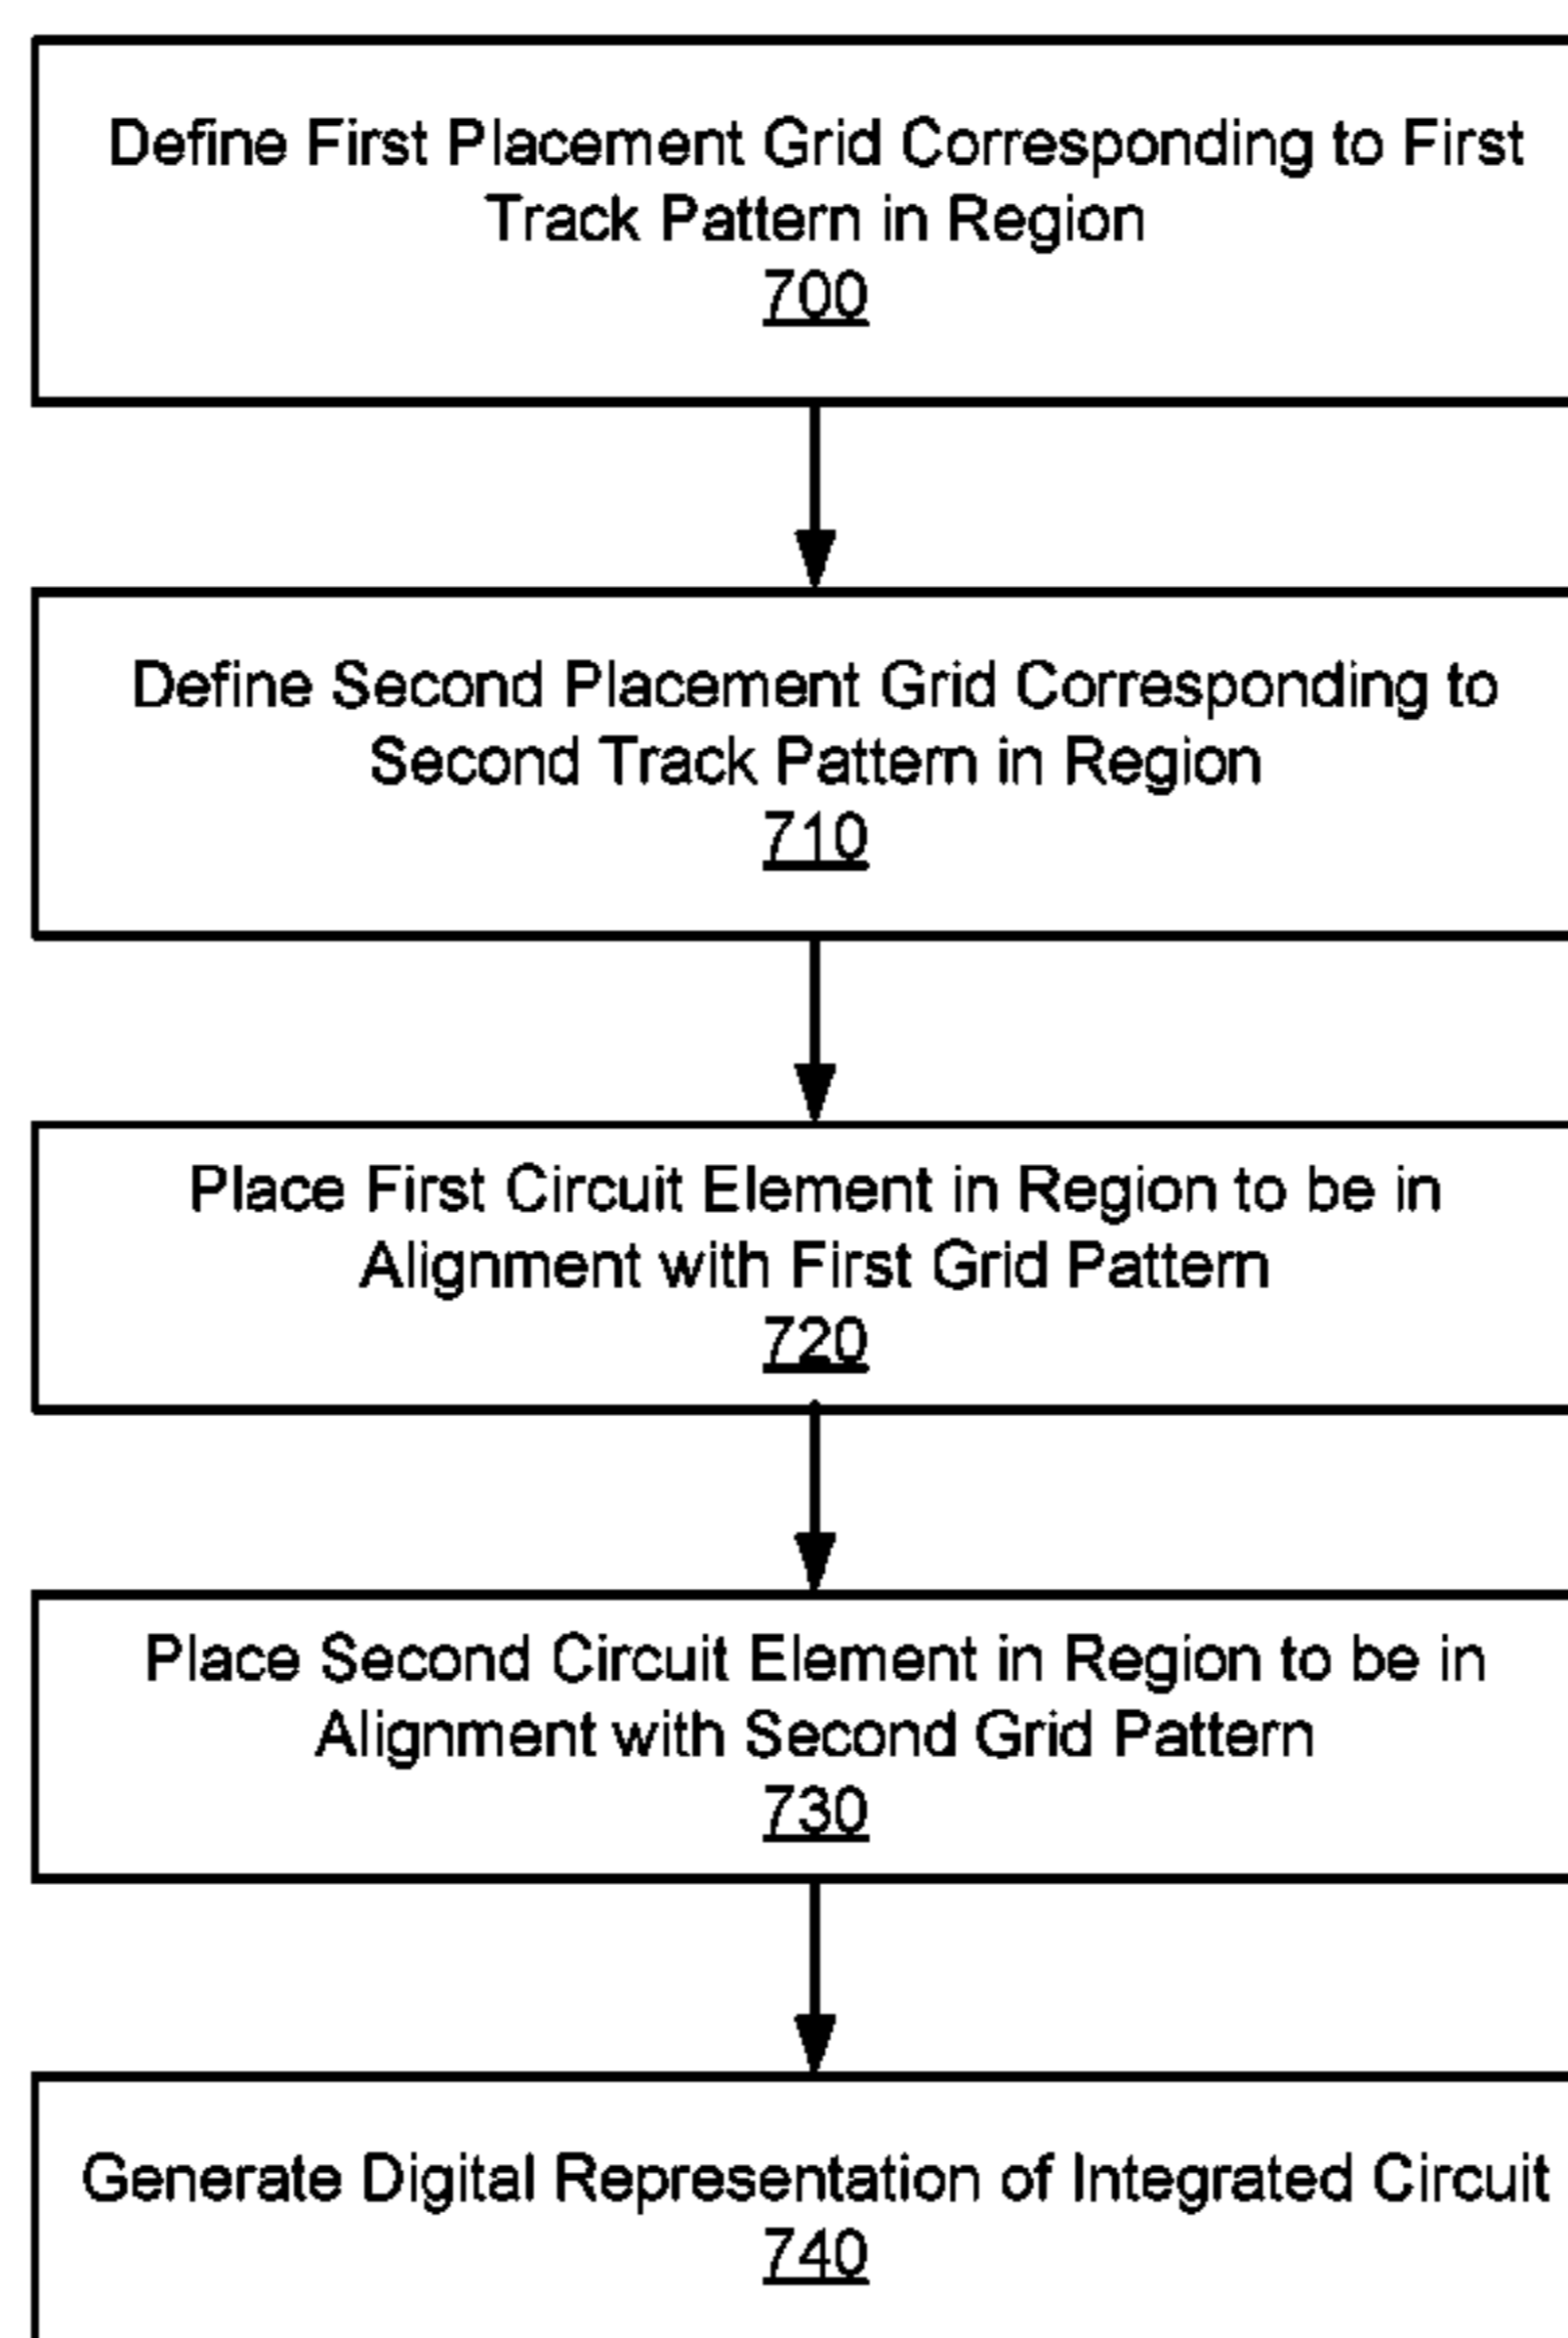 Define First Placement Grid Corresponding to First
Track Pattern in Region
700
Define Second Placement Grid Corresponding to
Second Track Pattern in Region
710
Place First Circuit Element in Region to be in
Alignment with First Grid Pattern
720
Place Second Circuit Element in Region to be in
Alignment with Second Grid Pattern
730
Generate Digital Representation of Integrated Circuit
740